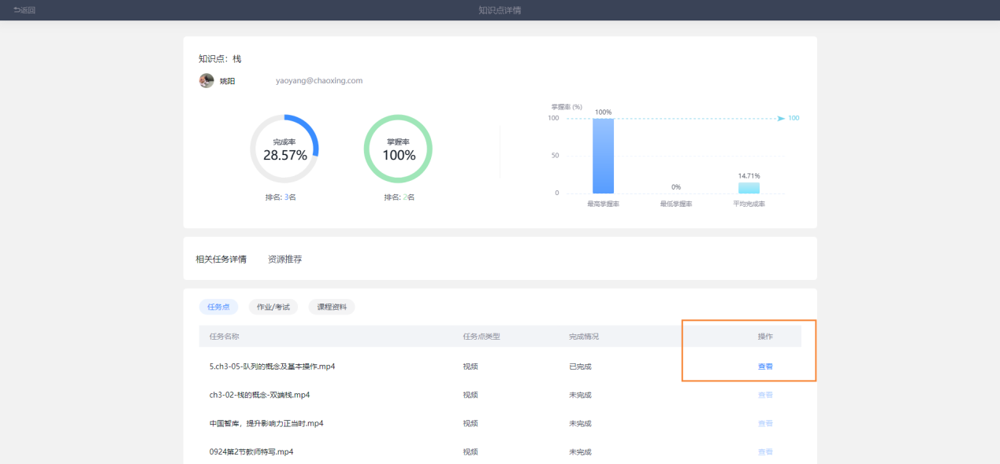 返回
知识点详情
知识点：栈
姚阳 yaoyang@chaoxing.com
完成率
28.57%
排名: 3名
掌握率
100%
排名: 2名
掌握率 (%)
100
50
0
100%
0%
14.71%
100
最高掌握率 最低掌握率 平均完成率
相关任务详情 资源推荐
任务点 作业/考试 课程资料
任务名称 任务点类型 完成情况 操作
5.ch3-05-队列的概念及基本操作.mp4 视频 已完成 查看
ch3-02-栈的概念-双端栈.mp4 视频 未完成 查看
中国智库，提升影响力正当时.mp4 视频 未完成 查看
0924第2节教师特写.mp4 视频 未完成 查看